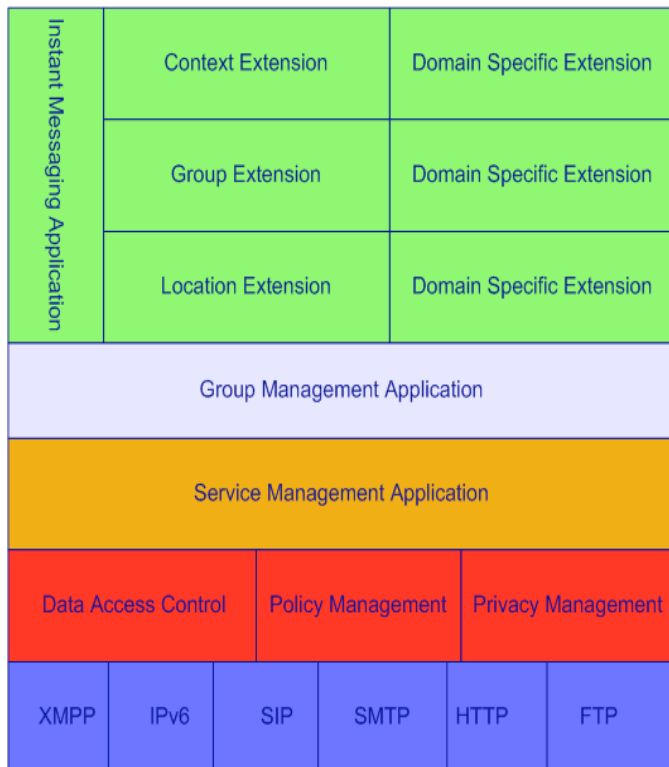 Instant Messaging Application
Context Extension
Domain Specific Extension
Group Extension
Domain Specific Extension
Location Extension
Domain Specific Extension
Group Management Application
Service Management Application
Data Access Control
Policy Management
Privacy Management
XMPP
IPv6
SIP
SMTP
HTTP
FTP